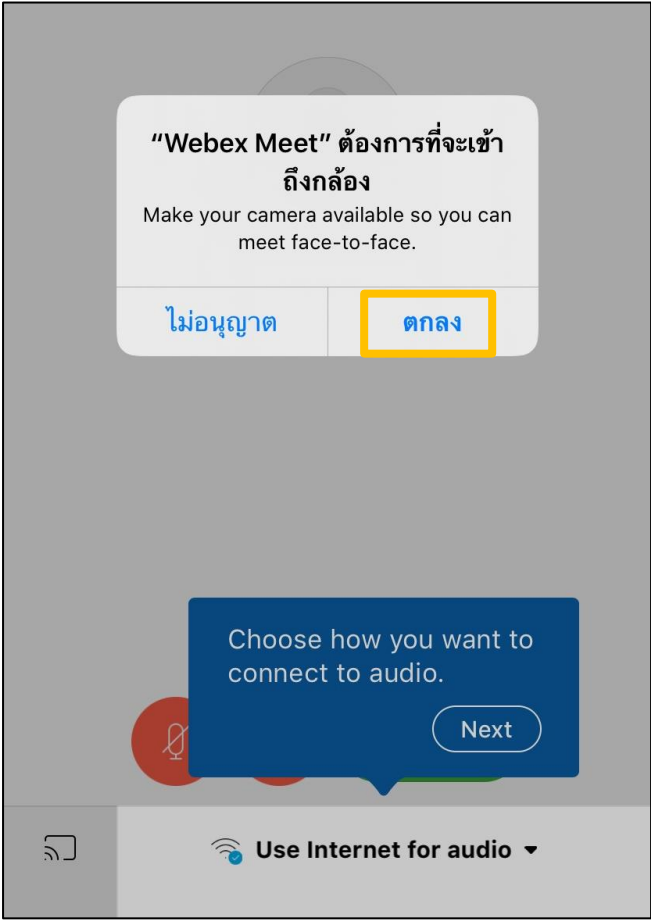 “Webex Meet” ต้องการที่จะเข้า
ถึงกล้อง
Make your camera available so you can
meet face-to-face.
ไม่อนุญาต
ตกลง
Choose how you want to
connect to audio.
Next
Use Internet for audio